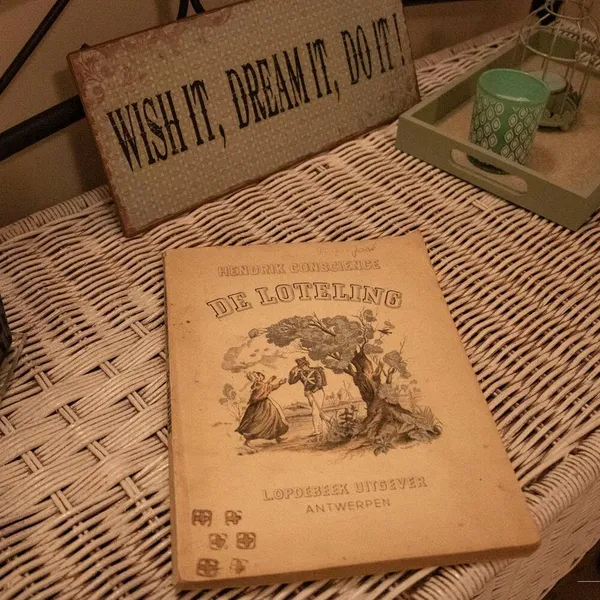 WISH IT, DREAM IT, DO IT!
HENDRIK CONSCIENCE
DE LOTELING
L. OPDEBEEK UITGEVER
ANTWERPEN